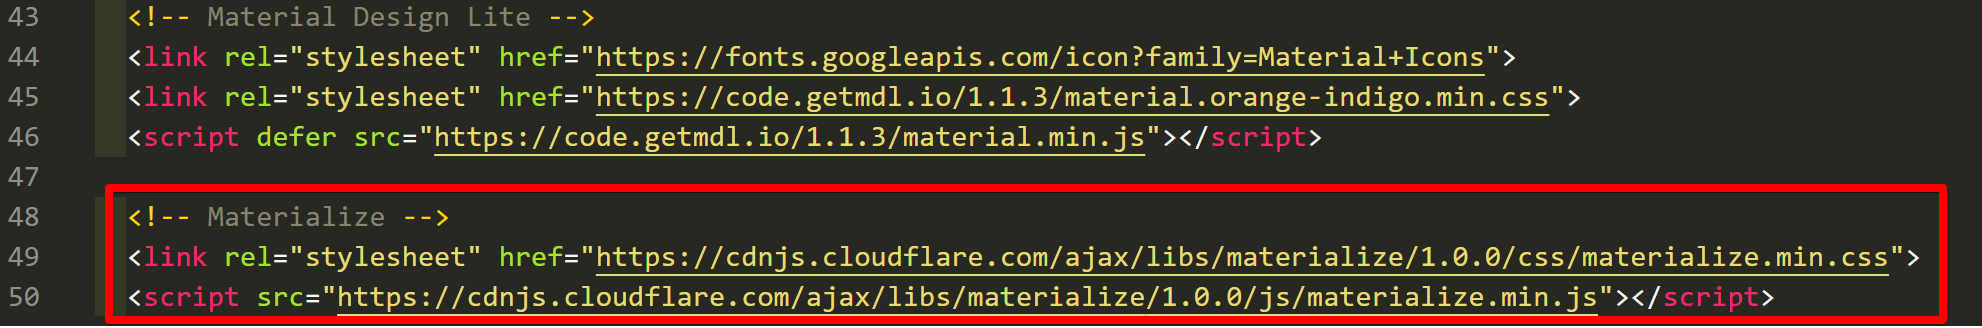 43 <!-- Material Design Lite -->
44 <link rel="stylesheet" href="https://fonts.googleapis.com/icon?family=Material+Icons">
45 <link rel="stylesheet" href="https://code.getmdl.io/1.1.3/material.orange-indigo.min.css">
46 <script defer src="https://code.getmdl.io/1.1.3/material.min.js"></script>
47
48 <!-- Materialize -->
49 <link rel="stylesheet" href="https://cdnjs.cloudflare.com/ajax/libs/materialize/1.0.0/css/materialize.min.css">
50 <script src="https://cdnjs.cloudflare.com/ajax/libs/materialize/1.0.0/js/materialize.min.js"></script>